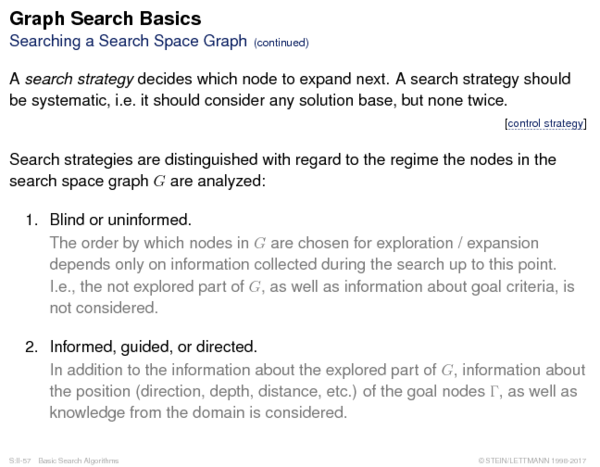 Graph Search Basics
Searching a Search Space Graph (continued)
A search strategy decides which node to expand next. A search strategy should
be systematic, i.e. it should consider any solution base, but none twice.
[control strategy]
Search strategies are distinguished with regard to the regime the nodes in the
search space graph G are analyzed:
1. Blind or uninformed.
The order by which nodes in G are chosen for exploration / expansion
depends only on information collected during the search up to this point.
I.e., the not explored part of G, as well as information about goal criteria, is
not considered.
2. Informed, guided, or directed.
In addition to the information about the explored part of G, information about
the position (direction, depth, distance, etc.) of the goal nodes Γ, as well as
knowledge from the domain is considered.
S:II-57 Basic Search Algorithms © STEIN/LETTMANN 1998-2017